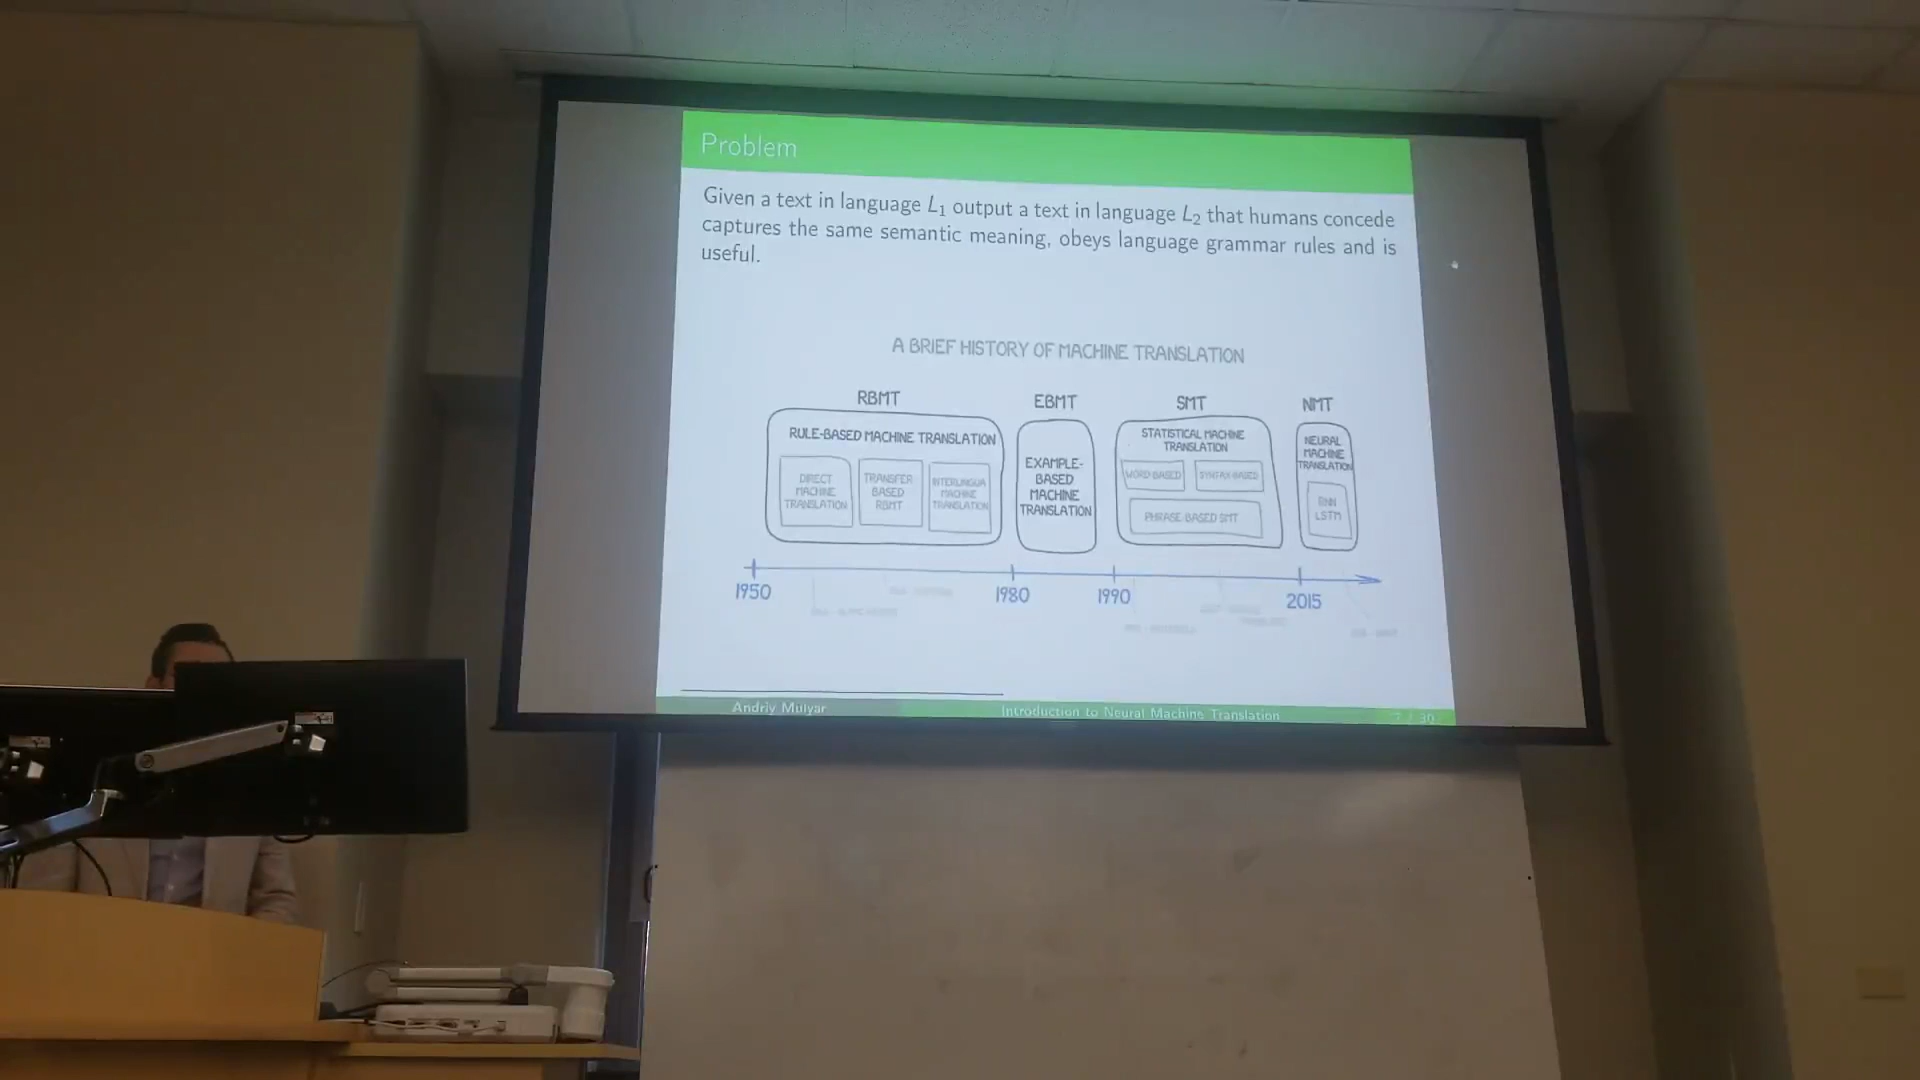 Problem
Given a text in language L1 output a text in language L2 that humans concede
captures the same semantic meaning, obeys language grammar rules and is
useful.
A BRIEF HISTORY OF MACHINE TRANSLATION
RBMT
RULE-BASED MACHINE TRANSLATION
DIRECT
MACHINE
TRANSLATION
TRANSFER
BASED
RBMT
INTERLINGUA
MACHINE
TRANSLATION
EBMT
EXAMPLE-
BASED
MACHINE
TRANSLATION
SMT
STATISTICAL MACHINE
TRANSLATION
WORD-BASED
SYNTAX-BASED
PHRASE-BASED SMT
NMT
NEURAL
MACHINE
TRANSLATION
RNN
LSTM
1950
1980
1990
2015
Andriy Mulyar
Introduction to Neural Machine Translation
7 / 30